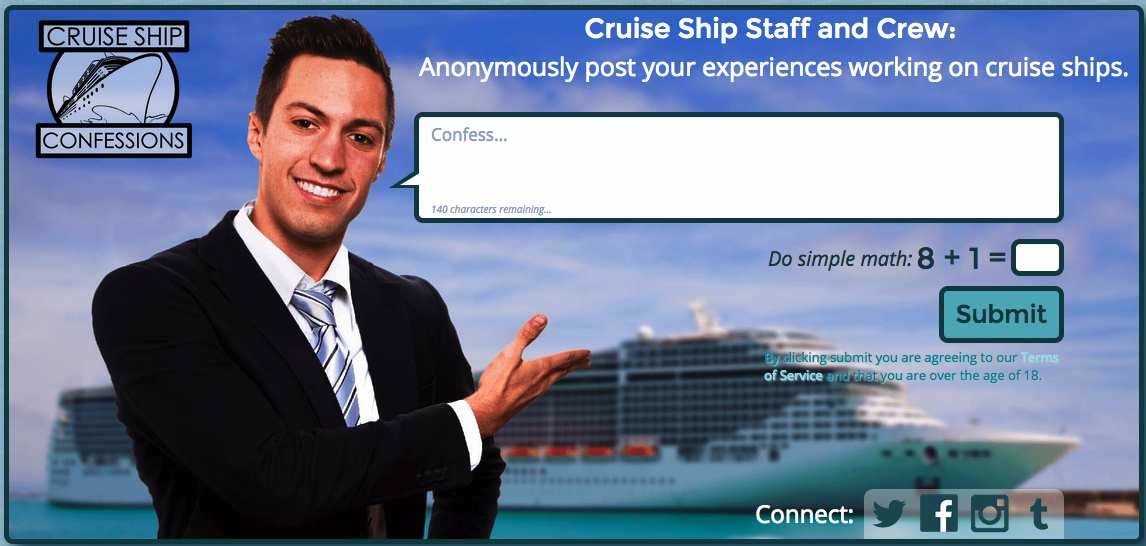 CRUISE SHIP
CONFESSIONS
Cruise Ship Staff and Crew:
Anonymously post your experiences working on cruise ships.
Confess...
140 characters remaining...
Do simple math: 8 + 1 =
Submit
By clicking submit you are agreeing to our Terms
of Service and that you are over the age of 18.
Connect: